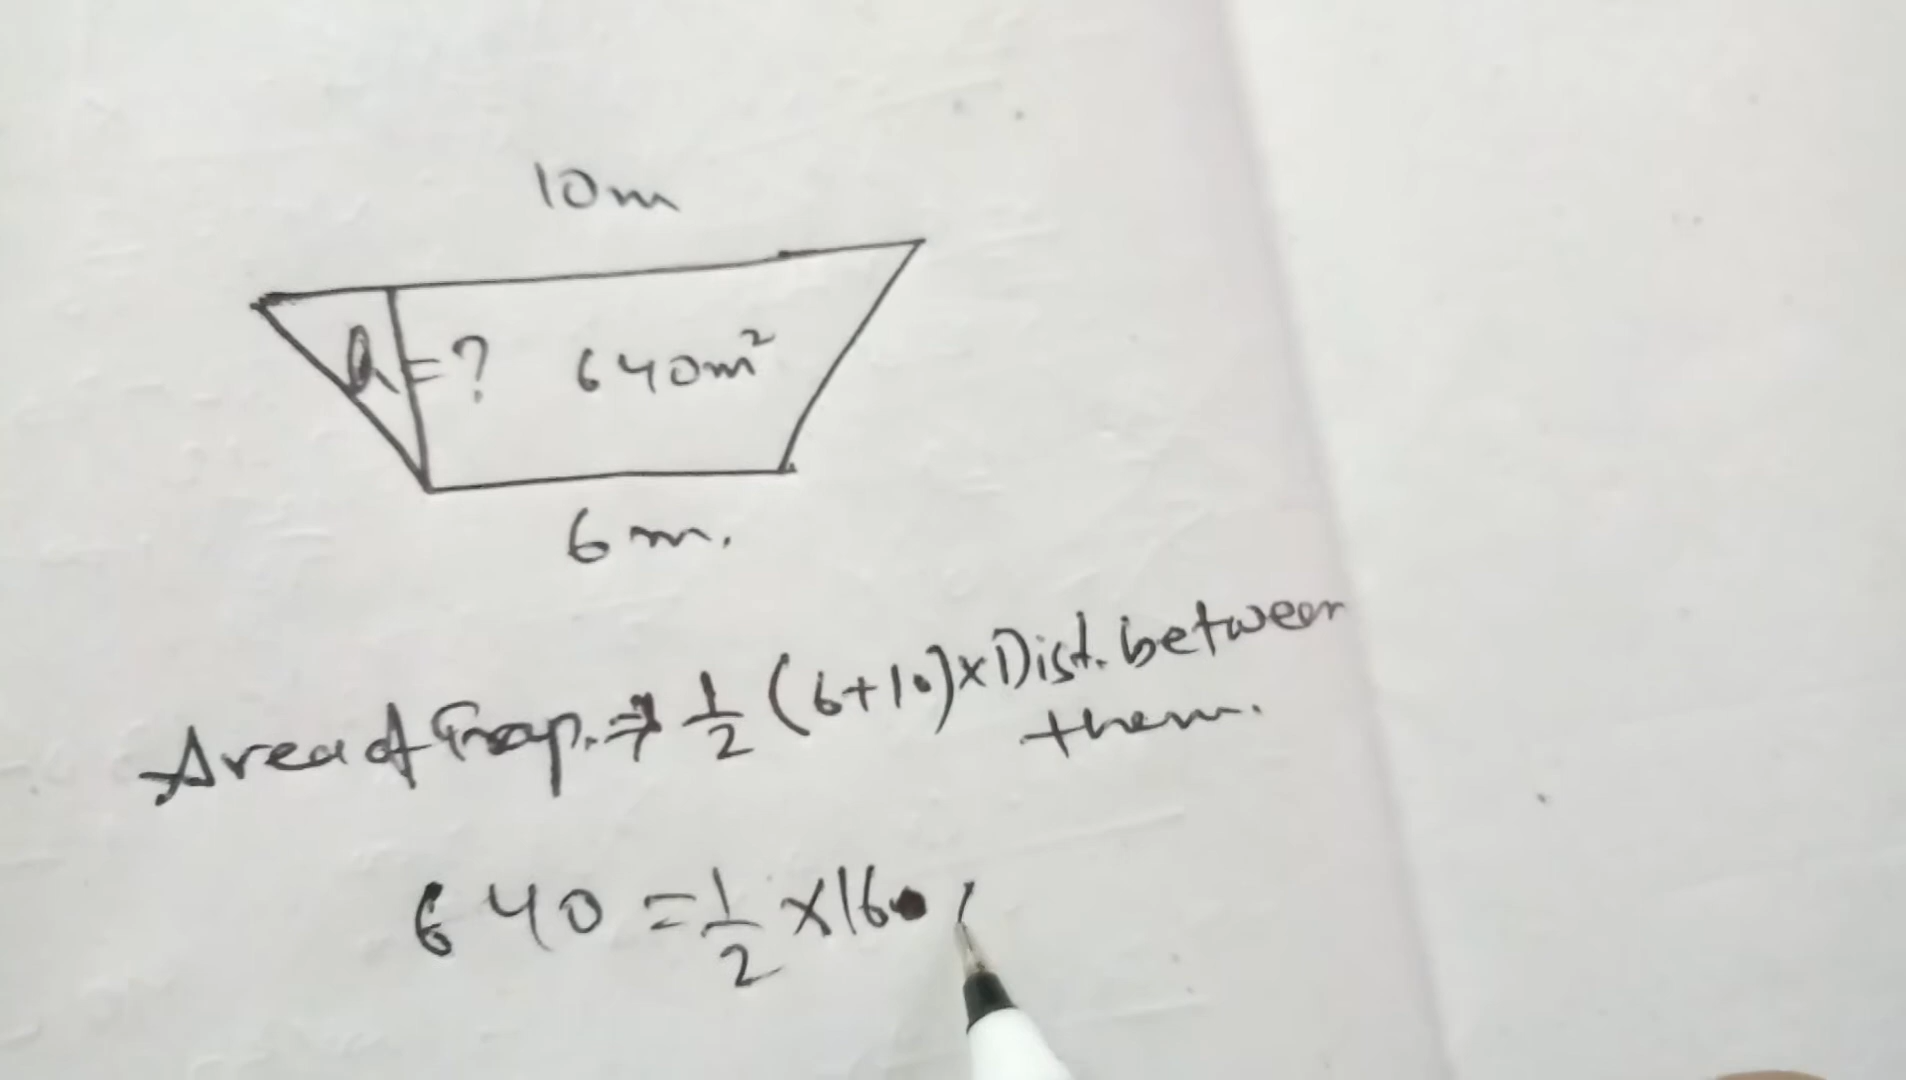 10m
h=? 640m²
6m.
Area of Trap. ⇒ 1/2 (6+10)×Dist. between
them.
640 = 1/2 ×16